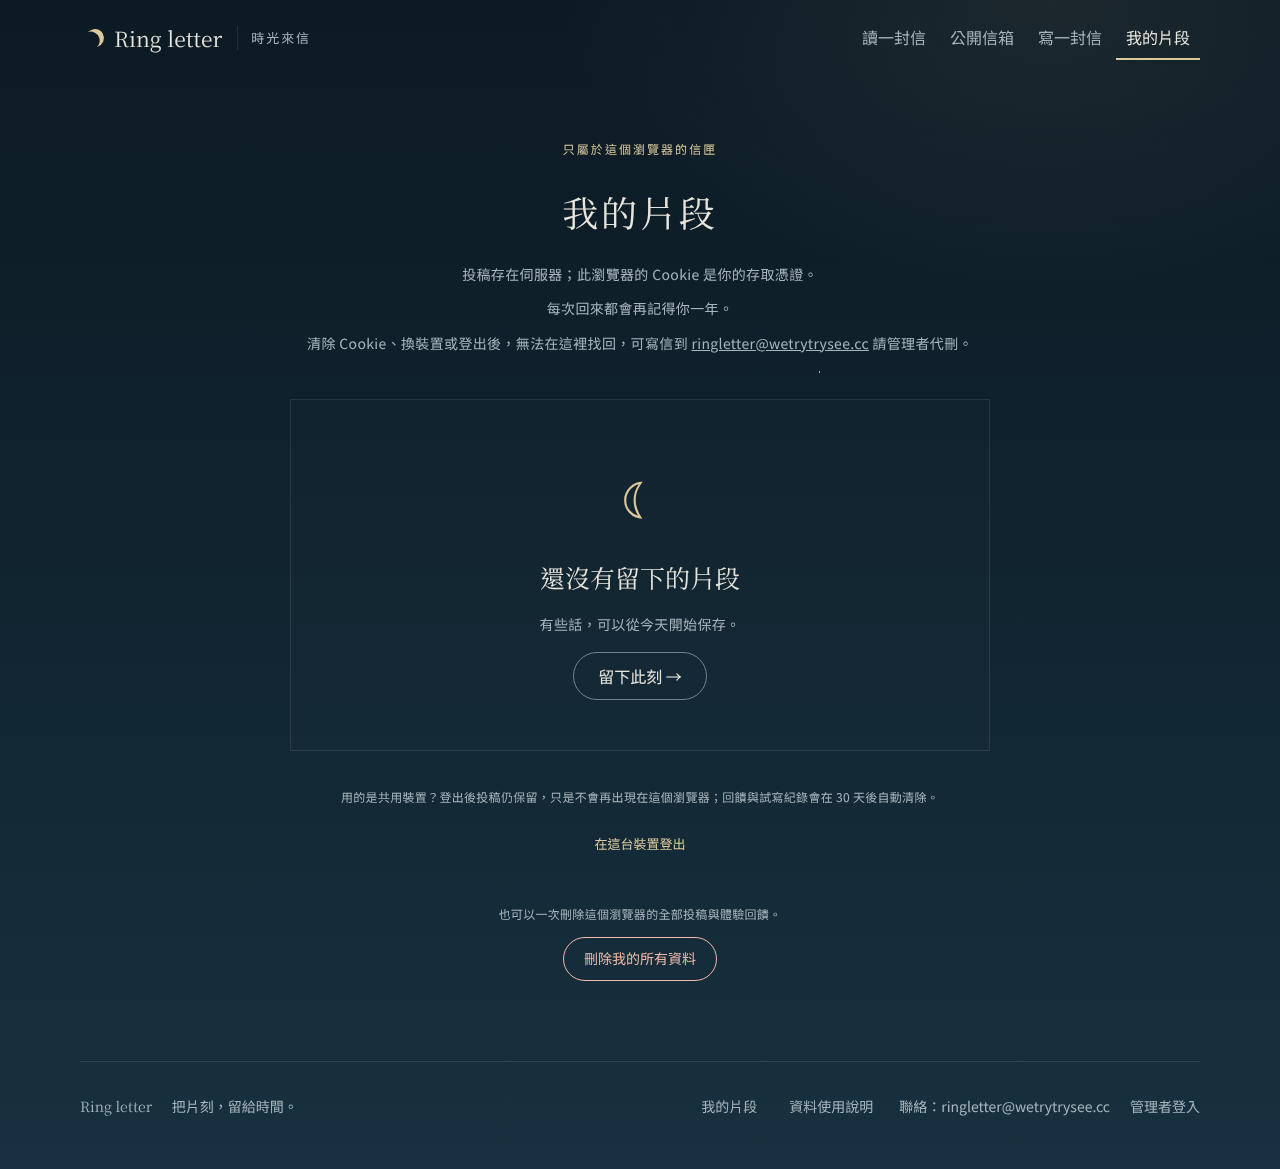 Ring letter
時光來信
讀一封信
公開信箱
寫一封信
我的片段
只屬於這個瀏覽器的信匣
我的片段
投稿存在伺服器；此瀏覽器的 Cookie 是你的存取憑證。
每次回來都會再記得你一年。
清除 Cookie、換裝置或登出後，無法在這裡找回，可寫信到 ringletter@wetrytrysee.cc 請管理者代刪。
還沒有留下的片段
有些話，可以從今天開始保存。
留下此刻 →
用的是共用裝置？登出後投稿仍保留，只是不會再出現在這個瀏覽器；回饋與試寫紀錄會在 30 天後自動清除。
在這台裝置登出
也可以一次刪除這個瀏覽器的全部投稿與體驗回饋。
刪除我的所有資料
Ring letter
把片刻，留給時間。
我的片段
資料使用說明
聯絡：ringletter@wetrytrysee.cc
管理者登入